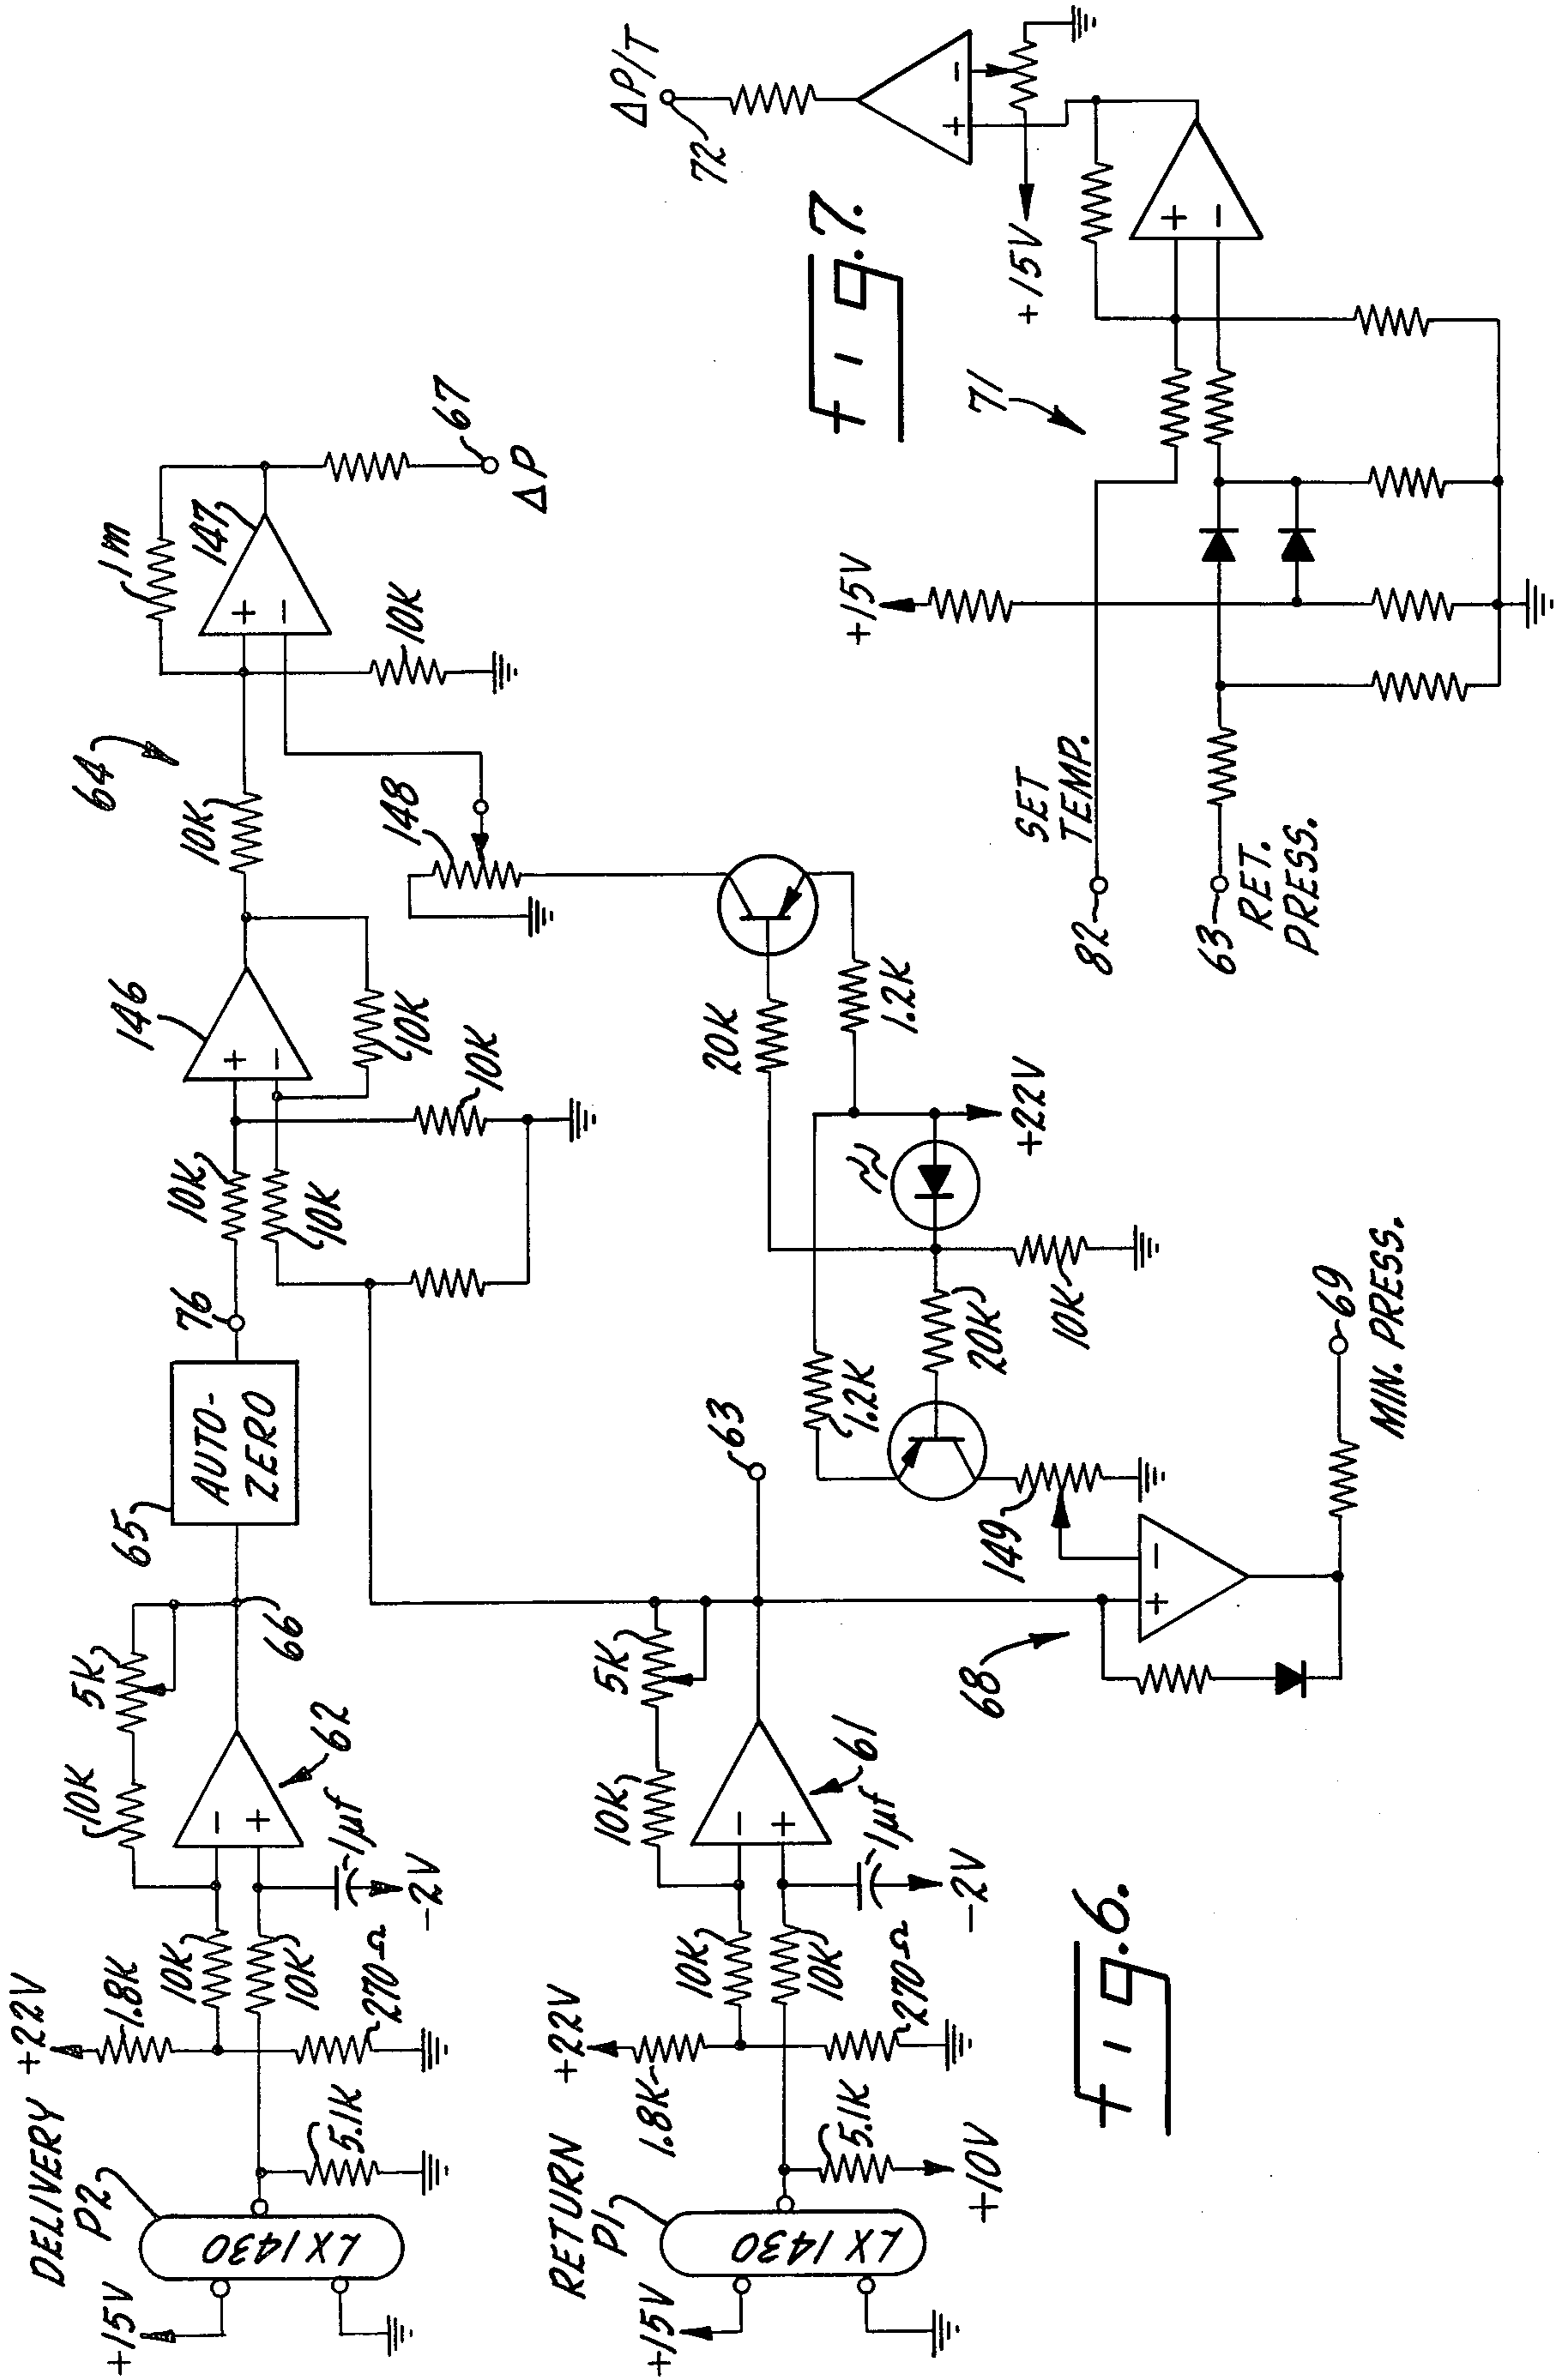 DELIVERY
P2
+15V
LX1430
+22V
1.8K
10K
10K
270Ω
5.1K
10K
5K
62
1µf
-2V
66
65
AUTO-
ZERO
76
10K
10K
146
10K
10K
64
10K
1m
147
10K
67
ΔP
148
RETURN
P1
+15V
LX1430
+22V
1.8K
10K
10K
270Ω
5.1K
+10V
10K
5K
61
1µf
-2V
63
68
149
1.2K
20K
10K
20K
1.2K
+22V
69
MIN. PRESS.
fig.6.
fig.7.
82
SET
TEMP.
63
RET.
PRESS.
+15V
71
+15V
72
ΔP/T